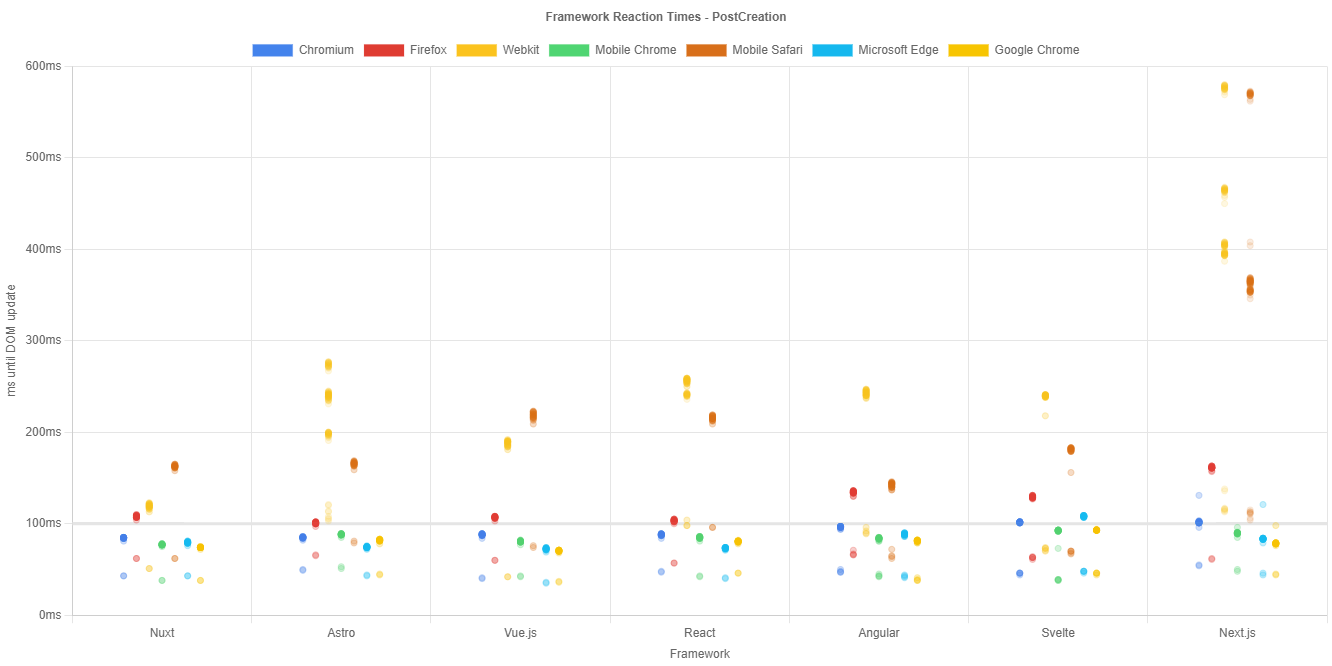 Framework Reaction Times - PostCreation
Chromium Firefox Webkit Mobile Chrome Mobile Safari Microsoft Edge Google Chrome
600ms
500ms
400ms
300ms
200ms
100ms
0ms
ms until DOM update
Nuxt Astro Vue.js React Angular Svelte Next.js
Framework